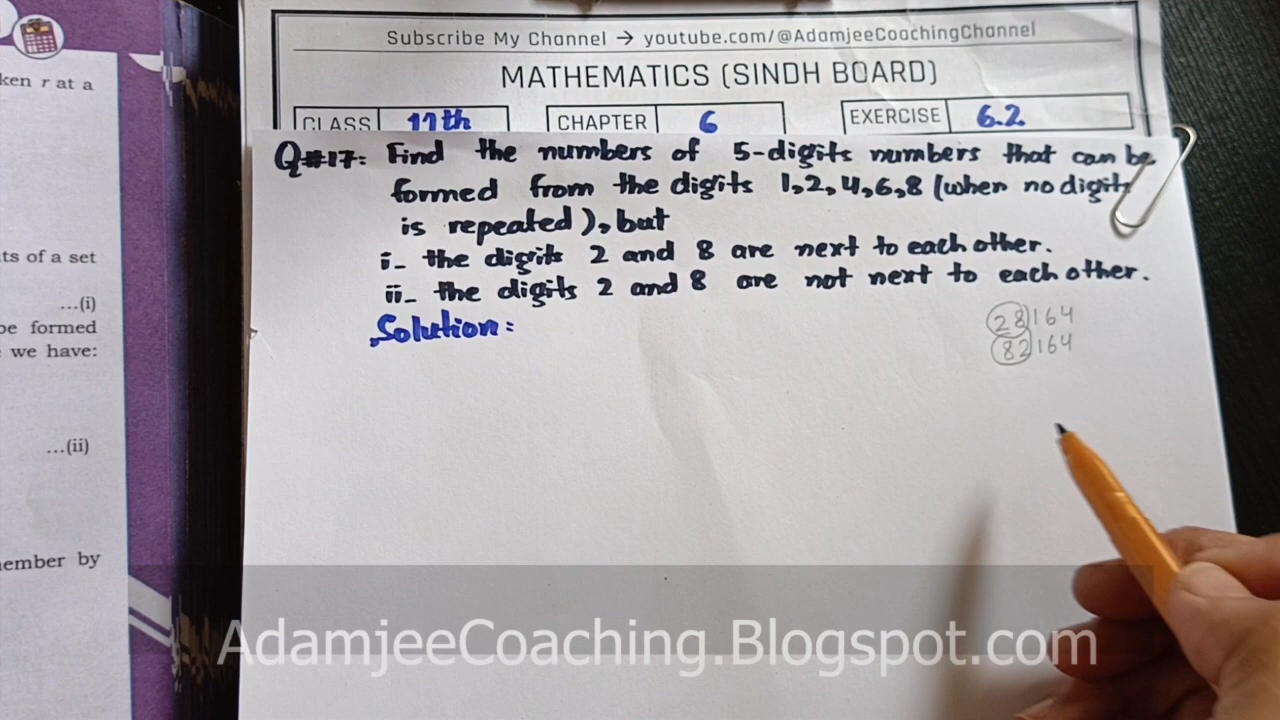 ken r at a
ts of a set
...(i)
be formed
we have:
...(ii)
nember by
Subscribe My Channel → youtube.com/@AdamjeeCoachingChannel
MATHEMATICS (SINDH BOARD)
CLASS 11th CHAPTER 6 EXERCISE 6.2
Q#17: Find the numbers of 5-digits numbers that can be
formed from the digits 1,2,4,6,8 (when no digit
is repeated), but
i- the digits 2 and 8 are next to each other.
ii- the digits 2 and 8 are not next to each other.
Solution:
28164
82164
AdamjeeCoaching.Blogspot.com